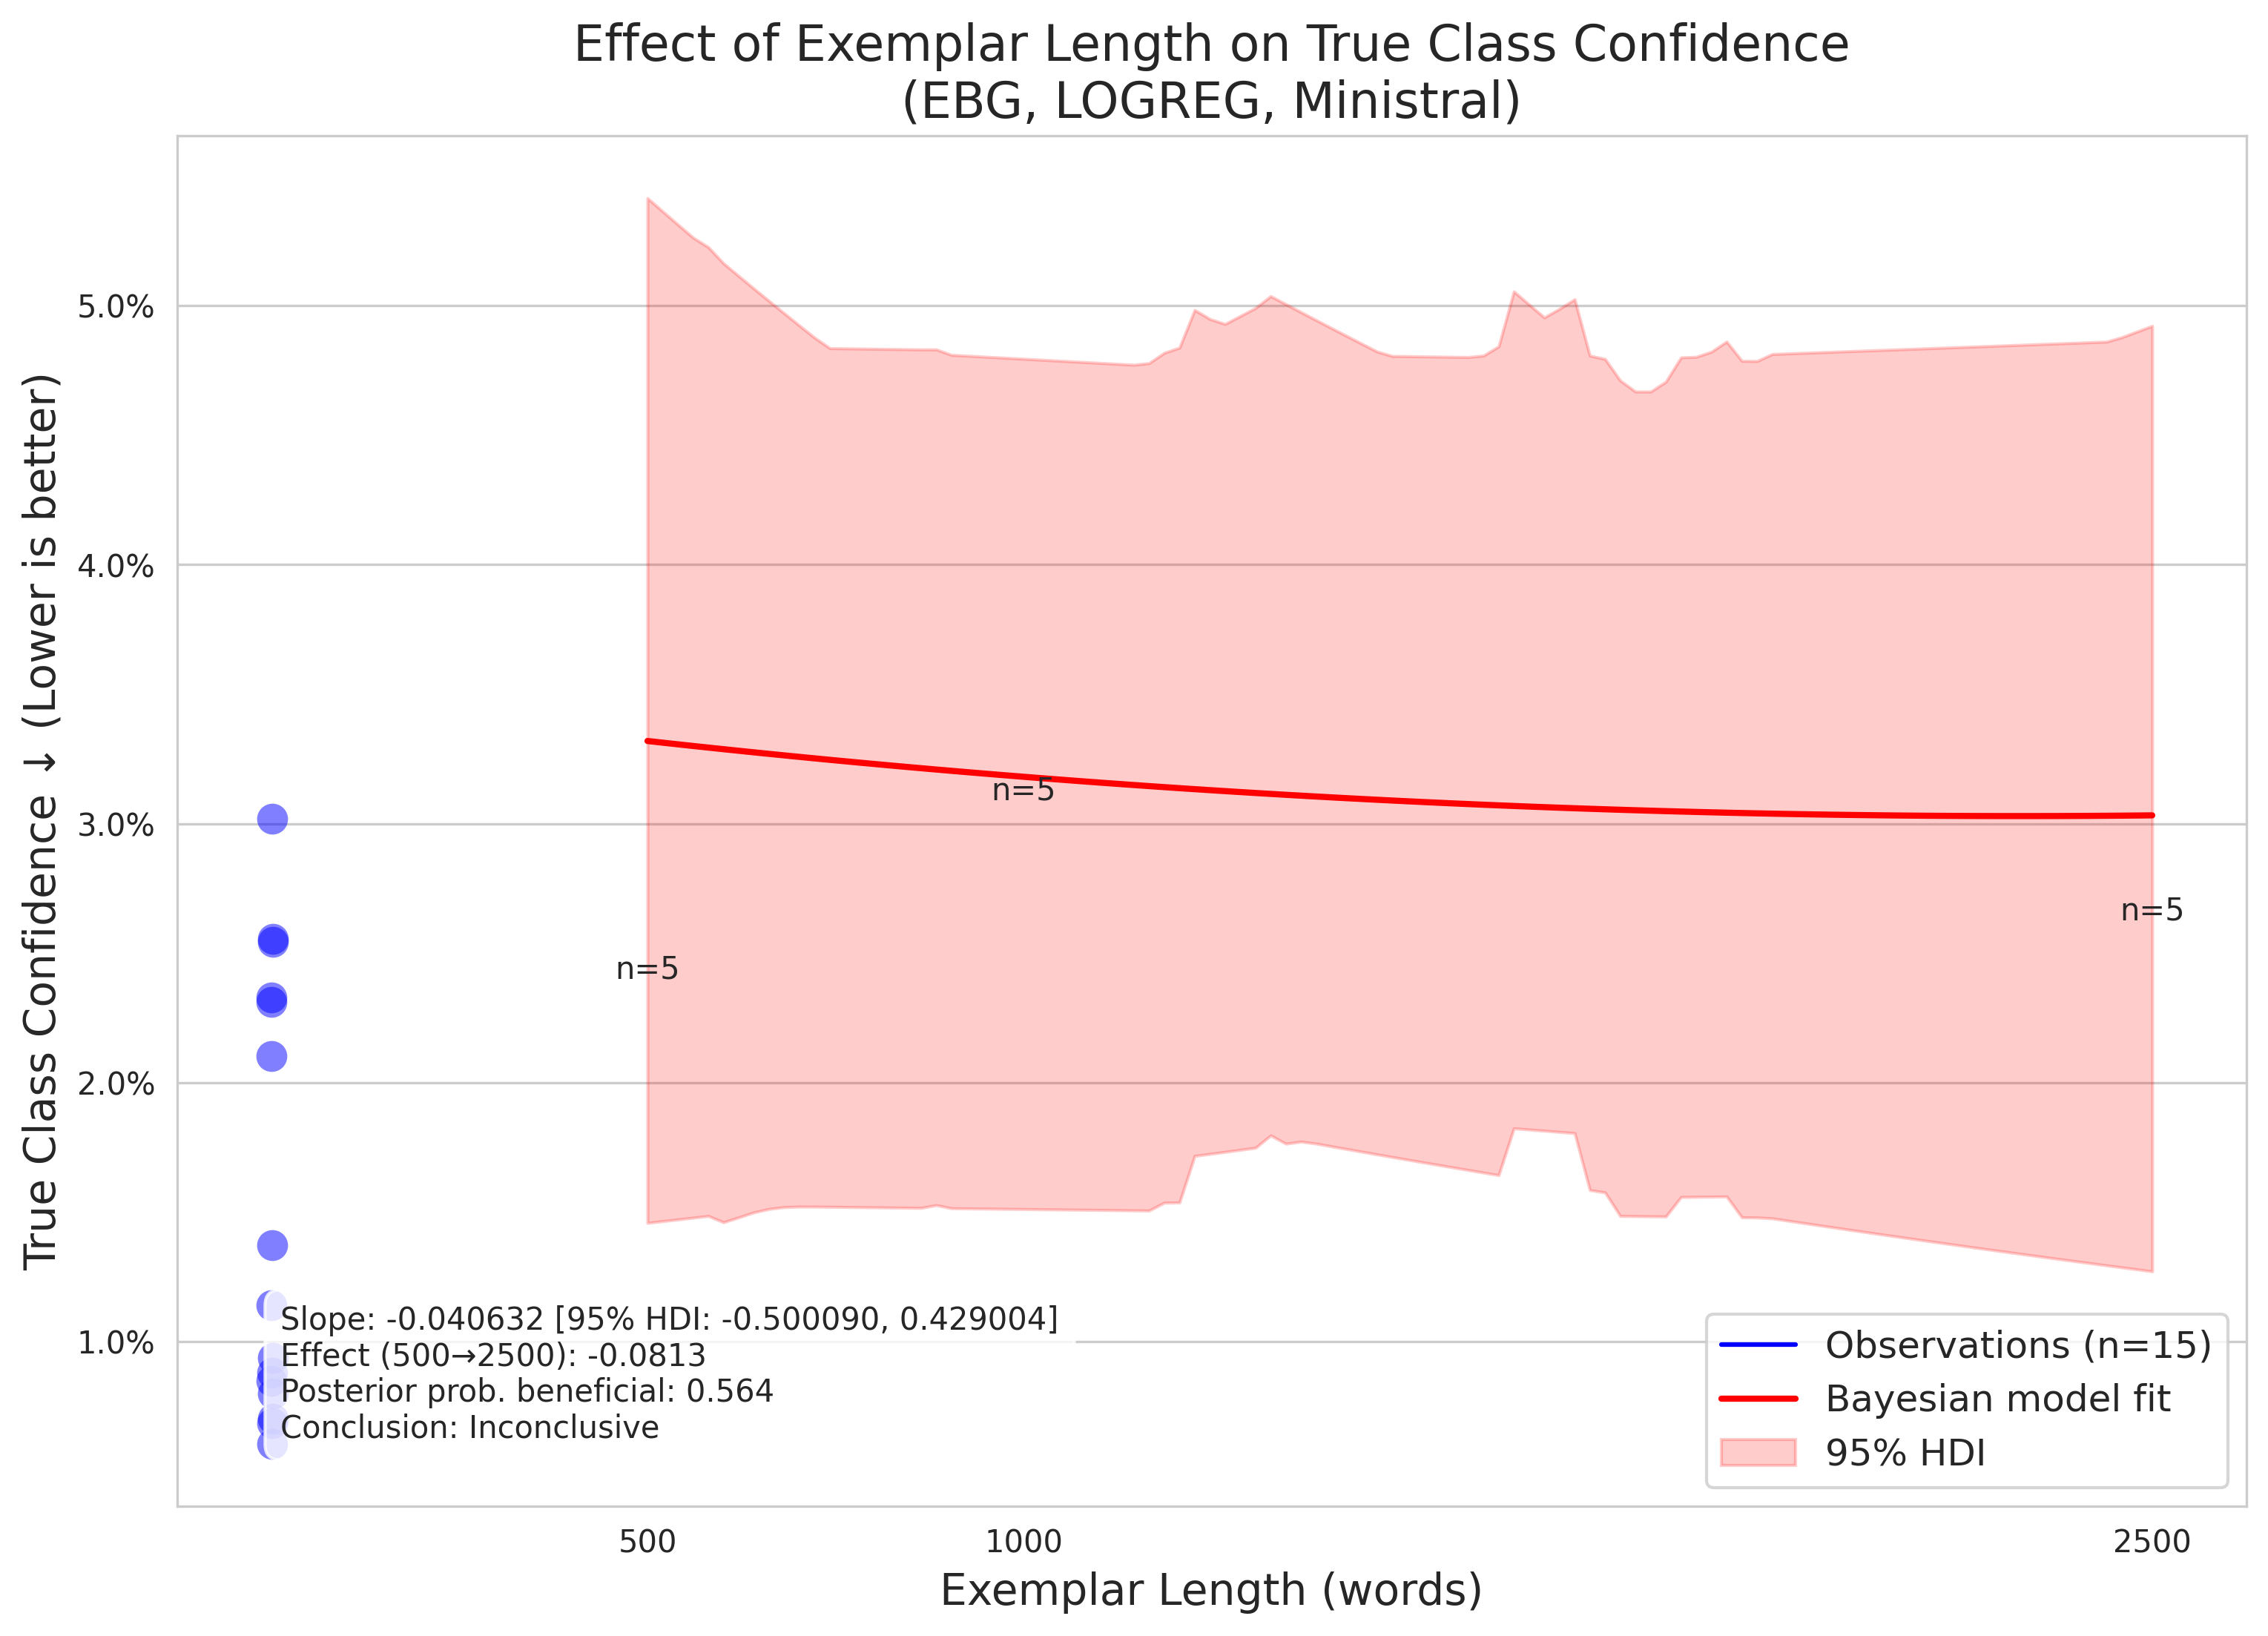 Effect of Exemplar Length on True Class Confidence
(EBG, LOGREG, Ministral)
True Class Confidence ↓ (Lower is better)
5.0%
4.0%
3.0%
2.0%
1.0%
n=5
n=5
n=5
Slope: -0.040632 [95% HDI: -0.500090, 0.429004]
Effect (500→2500): -0.0813
Posterior prob. beneficial: 0.564
Conclusion: Inconclusive
Observations (n=15)
Bayesian model fit
95% HDI
500
1000
2500
Exemplar Length (words)